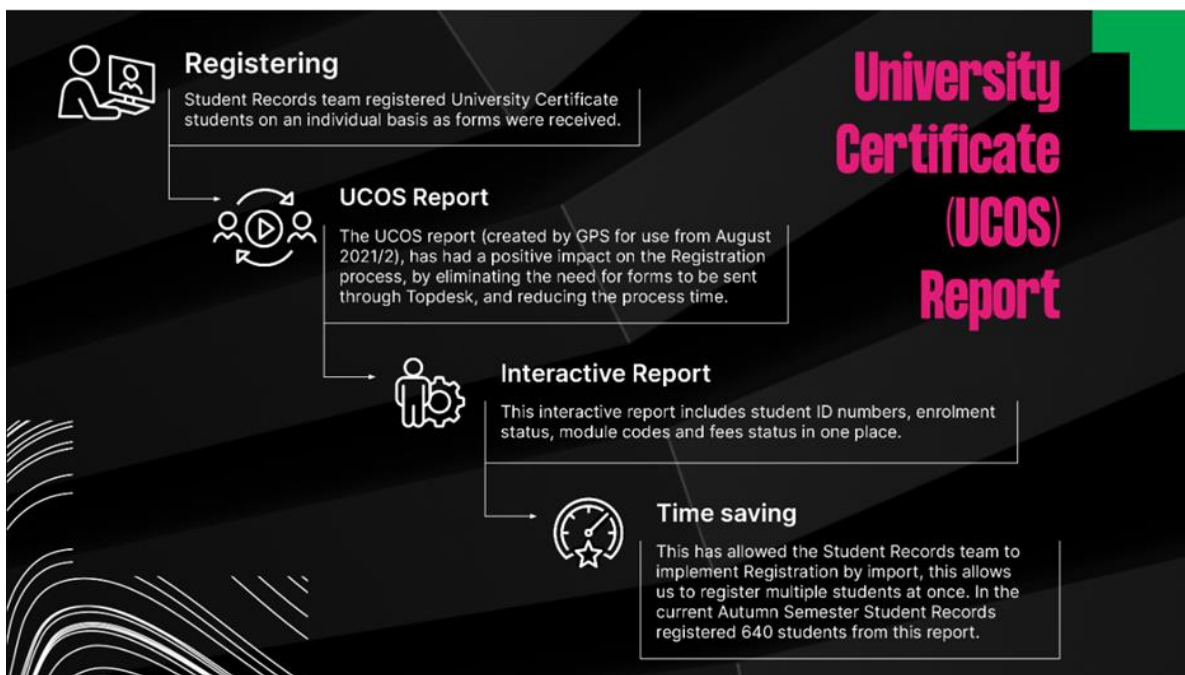 Registering
Student Records team registered University Certificate
students on an individual basis as forms were received.
University
Certificate
(UCOS)
Report
UCOS Report
The UCOS report (created by GPS for use from August
2021/2), has had a positive impact on the Registration
process, by eliminating the need for forms to be sent
through Topdesk, and reducing the process time.
Interactive Report
This interactive report includes student ID numbers, enrolment
status, module codes and fees status in one place.
Time saving
This has allowed the Student Records team to
implement Registration by import, this allows
us to register multiple students at once. In the
current Autumn Semester Student Records
registered 640 students from this report.